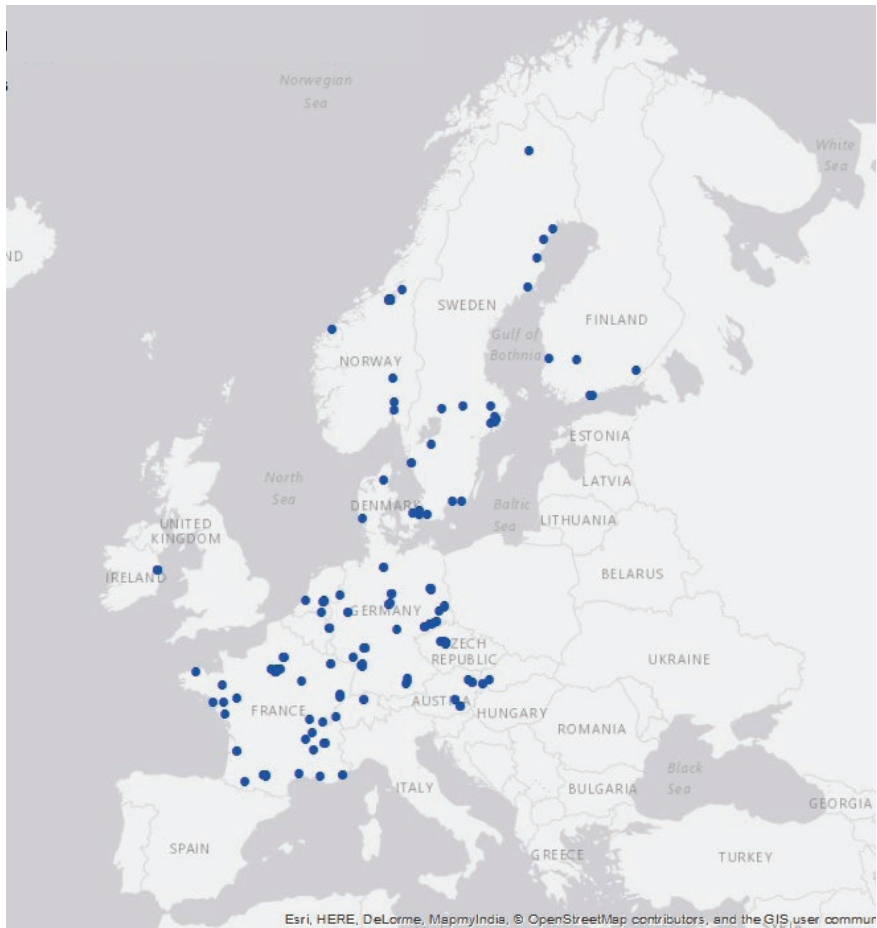 Norwegian
Sea
White
Sea
ND
SWEDEN
FINLAND
Gulf of
Bothnia
NORWAY
ESTONIA
North
Sea
LATVIA
DENMARK
Baltic
Sea
LITHUANIA
UNITED
KINGDOM
IRELAND
BELARUS
GERMANY
CZECH
REPUBLIC
UKRAINE
AUSTRIA
FRANCE
HUNGARY
ROMANIA
Black
Sea
ITALY
BULGARIA
GEORGIA
SPAIN
GREECE
TURKEY
Esri, HERE, DeLorme, MapmyIndia, © OpenStreetMap contributors, and the GIS user commun